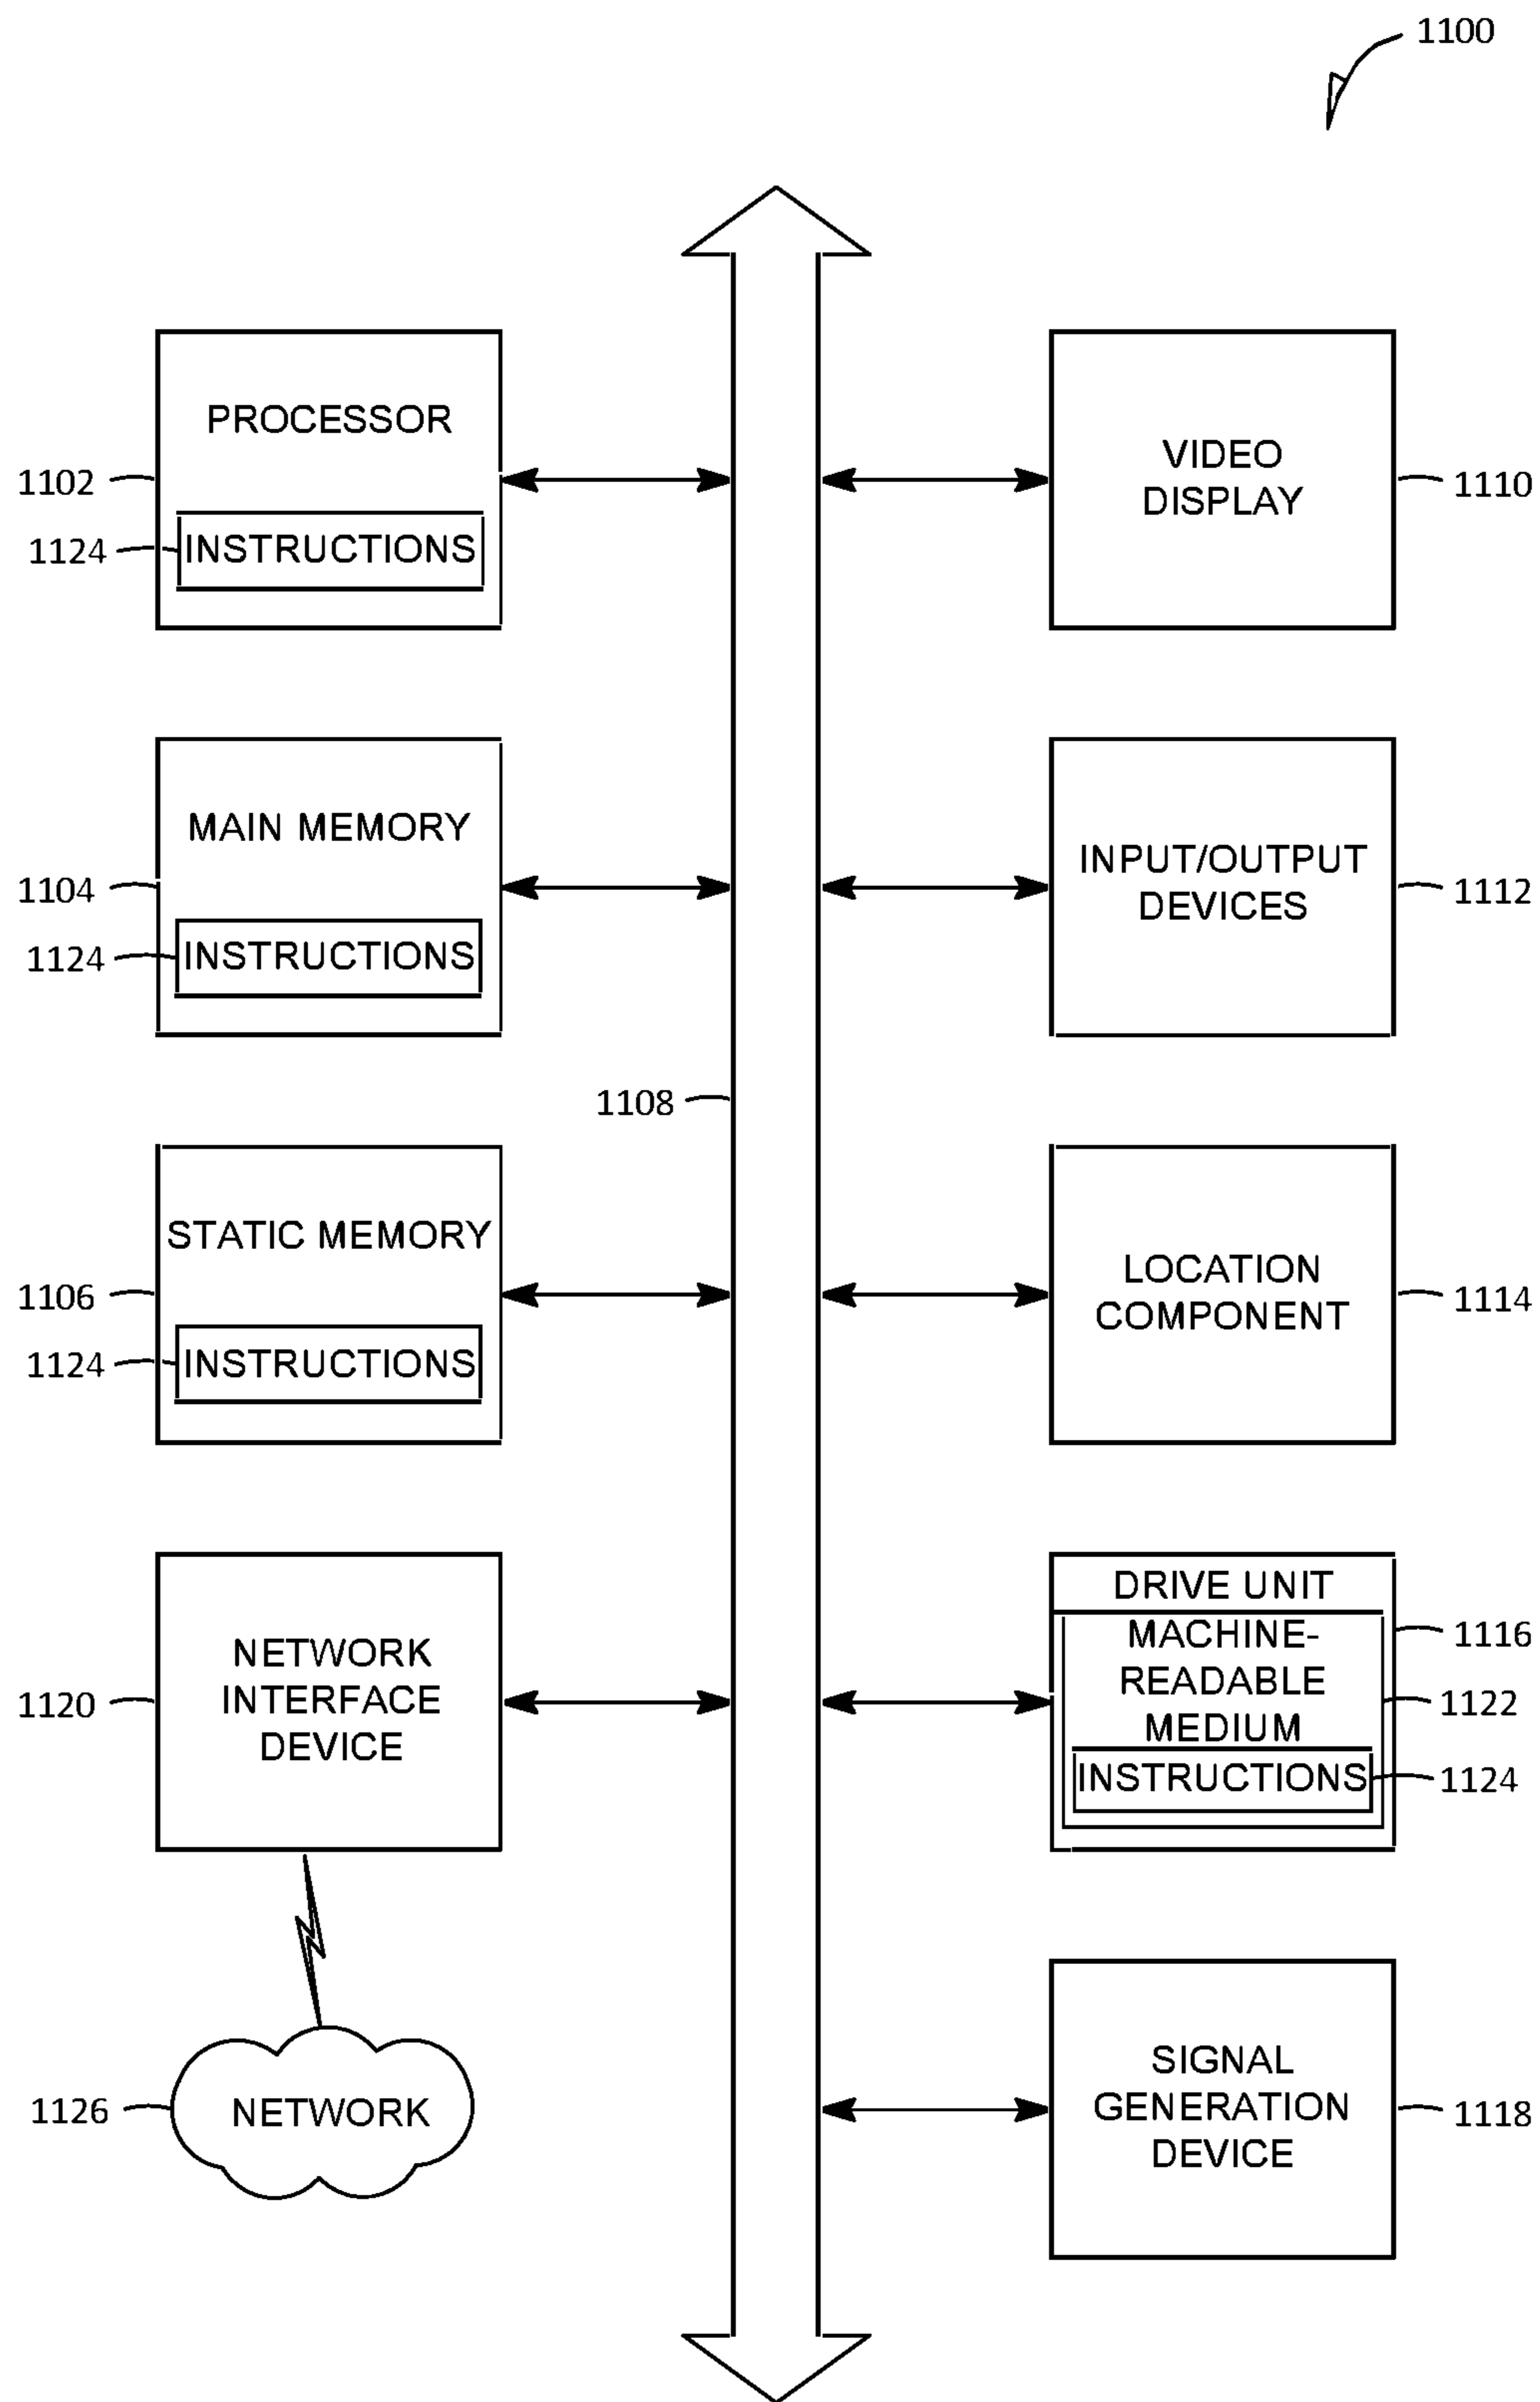 1100
PROCESSOR
1102
1124
INSTRUCTIONS
VIDEO
DISPLAY
1110
MAIN MEMORY
1104
1124
INSTRUCTIONS
INPUT/OUTPUT
DEVICES
1112
1108
STATIC MEMORY
1106
1124
INSTRUCTIONS
LOCATION
COMPONENT
1114
NETWORK
INTERFACE
DEVICE
1120
DRIVE UNIT
MACHINE-
READABLE
MEDIUM
INSTRUCTIONS
1116
1122
1124
NETWORK
1126
SIGNAL
GENERATION
DEVICE
1118